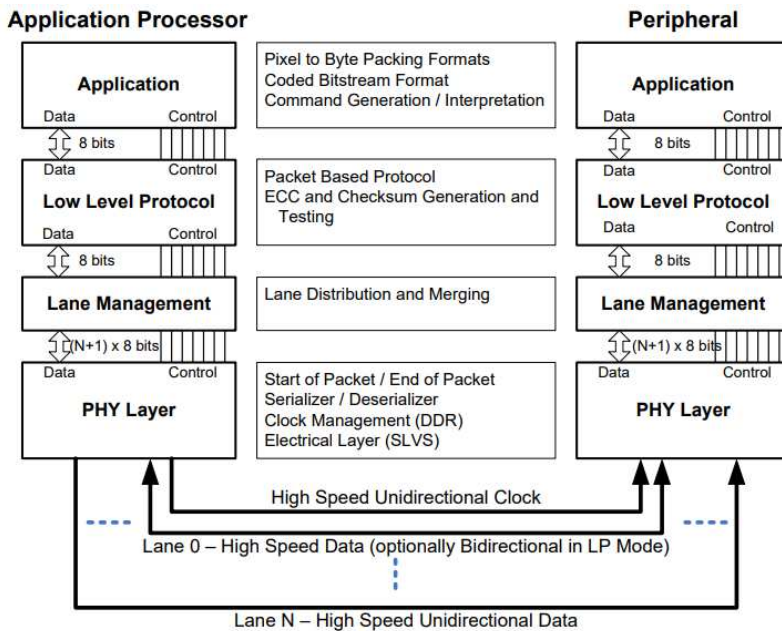 Application Processor
Peripheral
Application
Data Control
8 bits
Data Control
Low Level Protocol
Data Control
8 bits
Lane Management
(N+1) x 8 bits
Data Control
PHY Layer
Pixel to Byte Packing Formats
Coded Bitstream Format
Command Generation / Interpretation
Packet Based Protocol
ECC and Checksum Generation and
Testing
Lane Distribution and Merging
Start of Packet / End of Packet
Serializer / Deserializer
Clock Management (DDR)
Electrical Layer (SLVS)
Application
Data Control
8 bits
Data Control
Low Level Protocol
Data Control
8 bits
Lane Management
(N+1) x 8 bits
Data Control
PHY Layer
High Speed Unidirectional Clock
Lane 0 – High Speed Data (optionally Bidirectional in LP Mode)
Lane N – High Speed Unidirectional Data